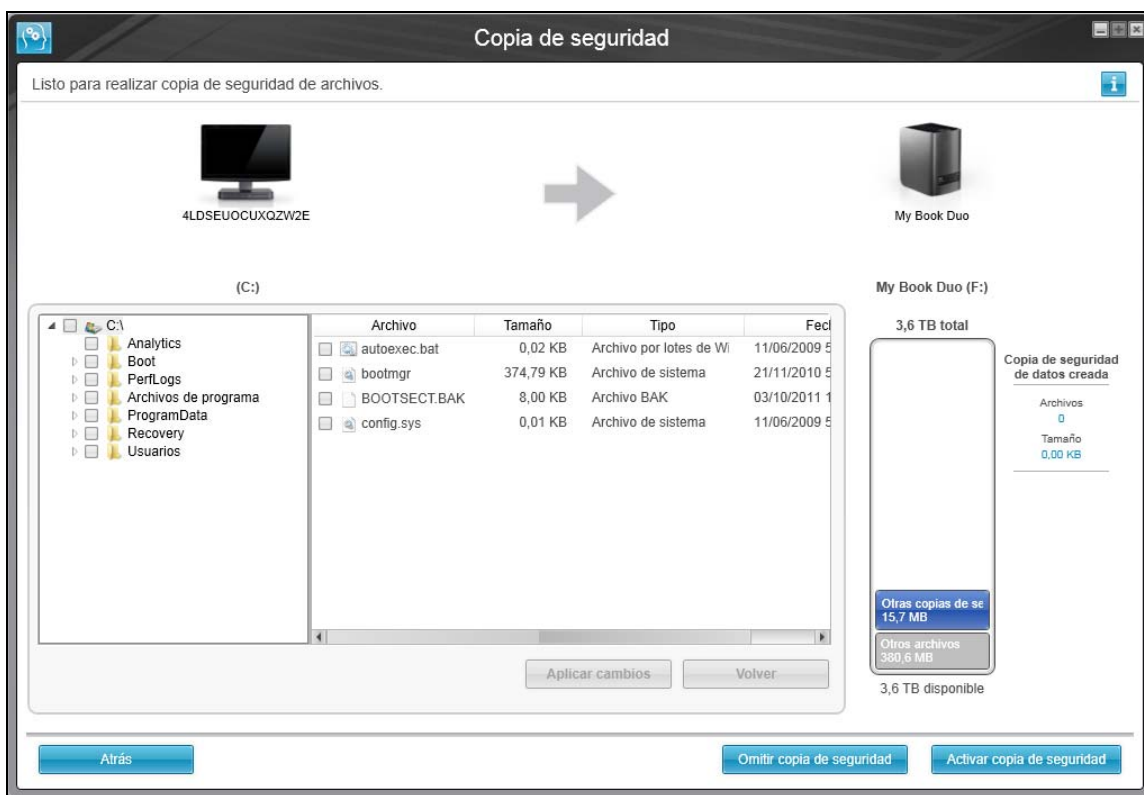 Copia de seguridad
Listo para realizar copia de seguridad de archivos.
i
4LDSEUOCUXQZW2E
My Book Duo
(C:)
My Book Duo (F:)
C:\
Analytics
Boot
PerfLogs
Archivos de programa
ProgramData
Recovery
Usuarios
Archivo Tamaño Tipo Fecl
autoexec.bat 0,02 KB Archivo por lotes de Wi 11/06/2009 5
bootmgr 374,79 KB Archivo de sistema 21/11/2010 5
BOOTSECT.BAK 8,00 KB Archivo BAK 03/10/2011 1
config.sys 0,01 KB Archivo de sistema 11/06/2009 5
Aplicar cambios
Volver
3,6 TB total
Otras copias de se
15,7 MB
Otros archivos
380,6 MB
3,6 TB disponible
Copia de seguridad
de datos creada
Archivos
0
Tamaño
0,00 KB
Atrás
Omitir copia de seguridad
Activar copia de seguridad